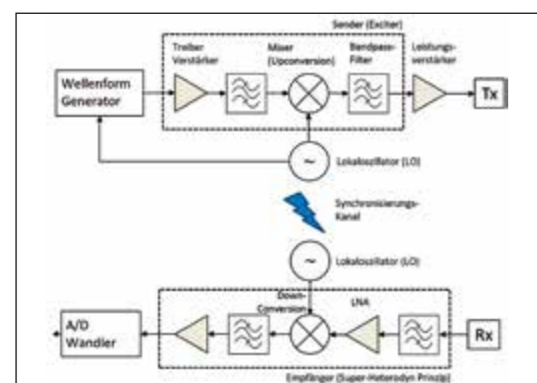 Sender (Excher)
Treiber
Verstärker
Mixer
(Upconversion)
Bandpass-
Filter
Leistungs-
verstärker
Wellenform
Generator
Tx
~
Lokaloszillator (LO)
Synchronisierungs-
Kanal
~
Lokaloszillator (LO)
Down-
Conversion
LNA
A/D
Wandler
Rx
Empfänger (Super-Heterodyn Prinzip)